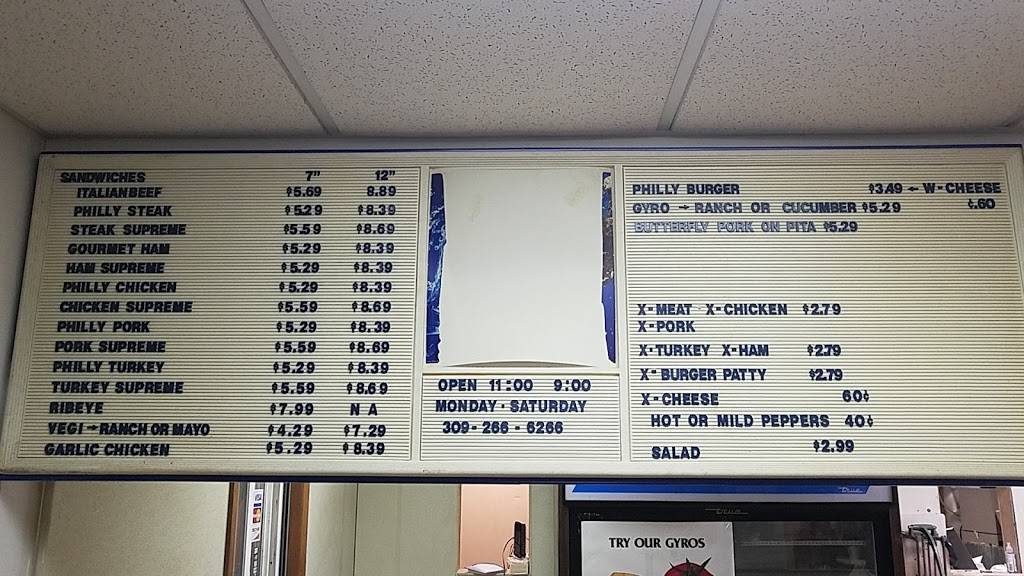 SANDWICHES 7" 12"
ITALIAN BEEF $5.69 8.89
PHILLY STEAK $5.29 $8.39
STEAK SUPREME $5.59 $8.69
GOURMET HAM $5.29 $8.39
HAM SUPREME $5.29 $8.39
PHILLY CHICKEN $5.29 $8.39
CHICKEN SUPREME $5.59 $8.69
PHILLY PORK $5.29 $8.39
PORK SUPREME $5.59 $8.69
PHILLY TURKEY $5.29 $8.39
TURKEY SUPREME $5.59 $8.69
RIBEYE $7.99 N A
VEGI → RANCH OR MAYO $4.29 $7.29
GARLIC CHICKEN $5.29 $8.39
OPEN 11:00 9:00
MONDAY - SATURDAY
309 - 266 - 6266
PHILLY BURGER $3.49 ← W-CHEESE
GYRO → RANCH OR CUCUMBER $5.29 ¢.60
BUTTERFLY PORK ON PITA $5.29
X-MEAT X-CHICKEN $2.79
X-PORK
X-TURKEY X-HAM $2.79
X-BURGER PATTY $2.79
X-CHEESE 60¢
HOT OR MILD PEPPERS 40¢
SALAD $2.99
True
True
TRY OUR GYROS